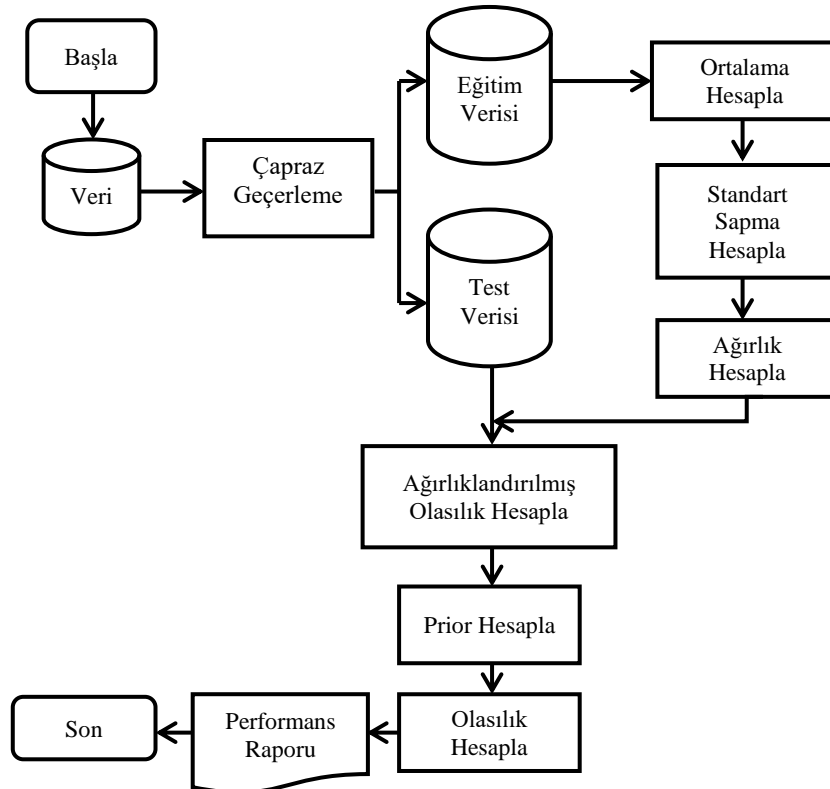 Başla
Veri
Çapraz
Geçerleme
Eğitim
Verisi
Test
Verisi
Ortalama
Hesapla
Standart
Sapma
Hesapla
Ağırlık
Hesapla
Ağırlıklandırılmış
Olasılık Hesapla
Prior Hesapla
Olasılık
Hesapla
Performans
Raporu
Son